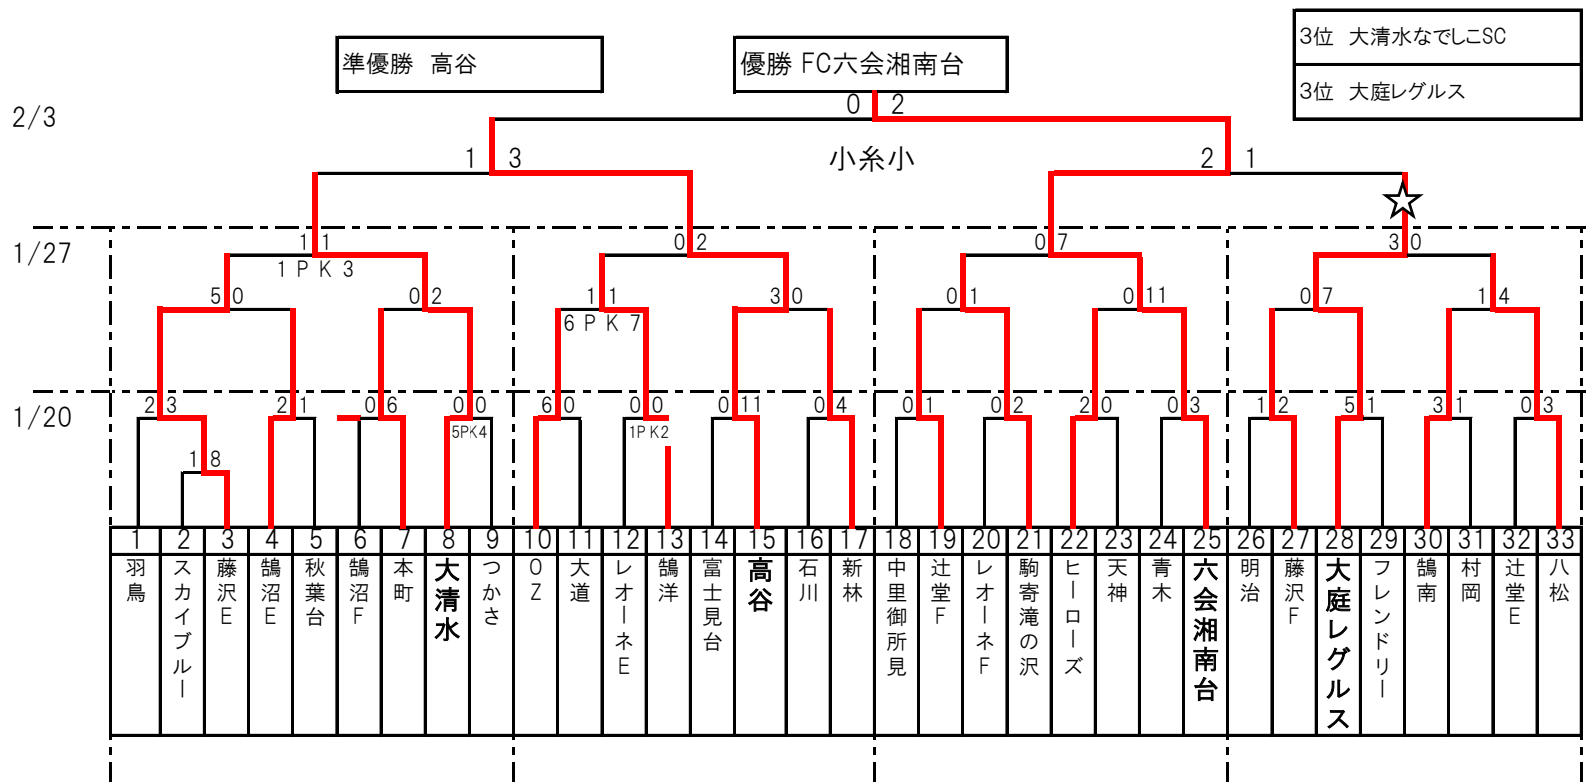 3位 大清水なでしこSC
準優勝 高谷
優勝 FC六会湘南台
3位 大庭レグルス
2/3
0 2
1 3
小糸小
2 1
1/27
1 1
0 2
0 7
3 0
1 P K 3
5 0
0 2
1 1
3 0
0 1
0 11
0 7
1 4
6 P K 7
1/20
2 3
2 1
0 6
0 0
6 0
0 0
0 11
0 4
0 1
0 2
2 0
0 3
1 2
5 1
3 1
0 3
5PK4
1PK2
1 8
1 2 3 4 5 6 7 8 9 10 11 12 13 14 15 16 17 18 19 20 21 22 23 24 25 26 27 28 29 30 31 32 33
羽鳥
スカイブルー
藤沢E
鵠沼E
秋葉台
鵠沼F
本町
大清水
つかさ
OZ
大道
レオーネE
鵠洋
富士見台
高谷
石川
新林
中里御所見
辻堂F
レオーネF
駒寄滝の沢
ヒーローズ
天神
青木
六会湘南台
明治
藤沢F
大庭レグルス
フレンドリー
鵠南
村岡
辻堂E
八松